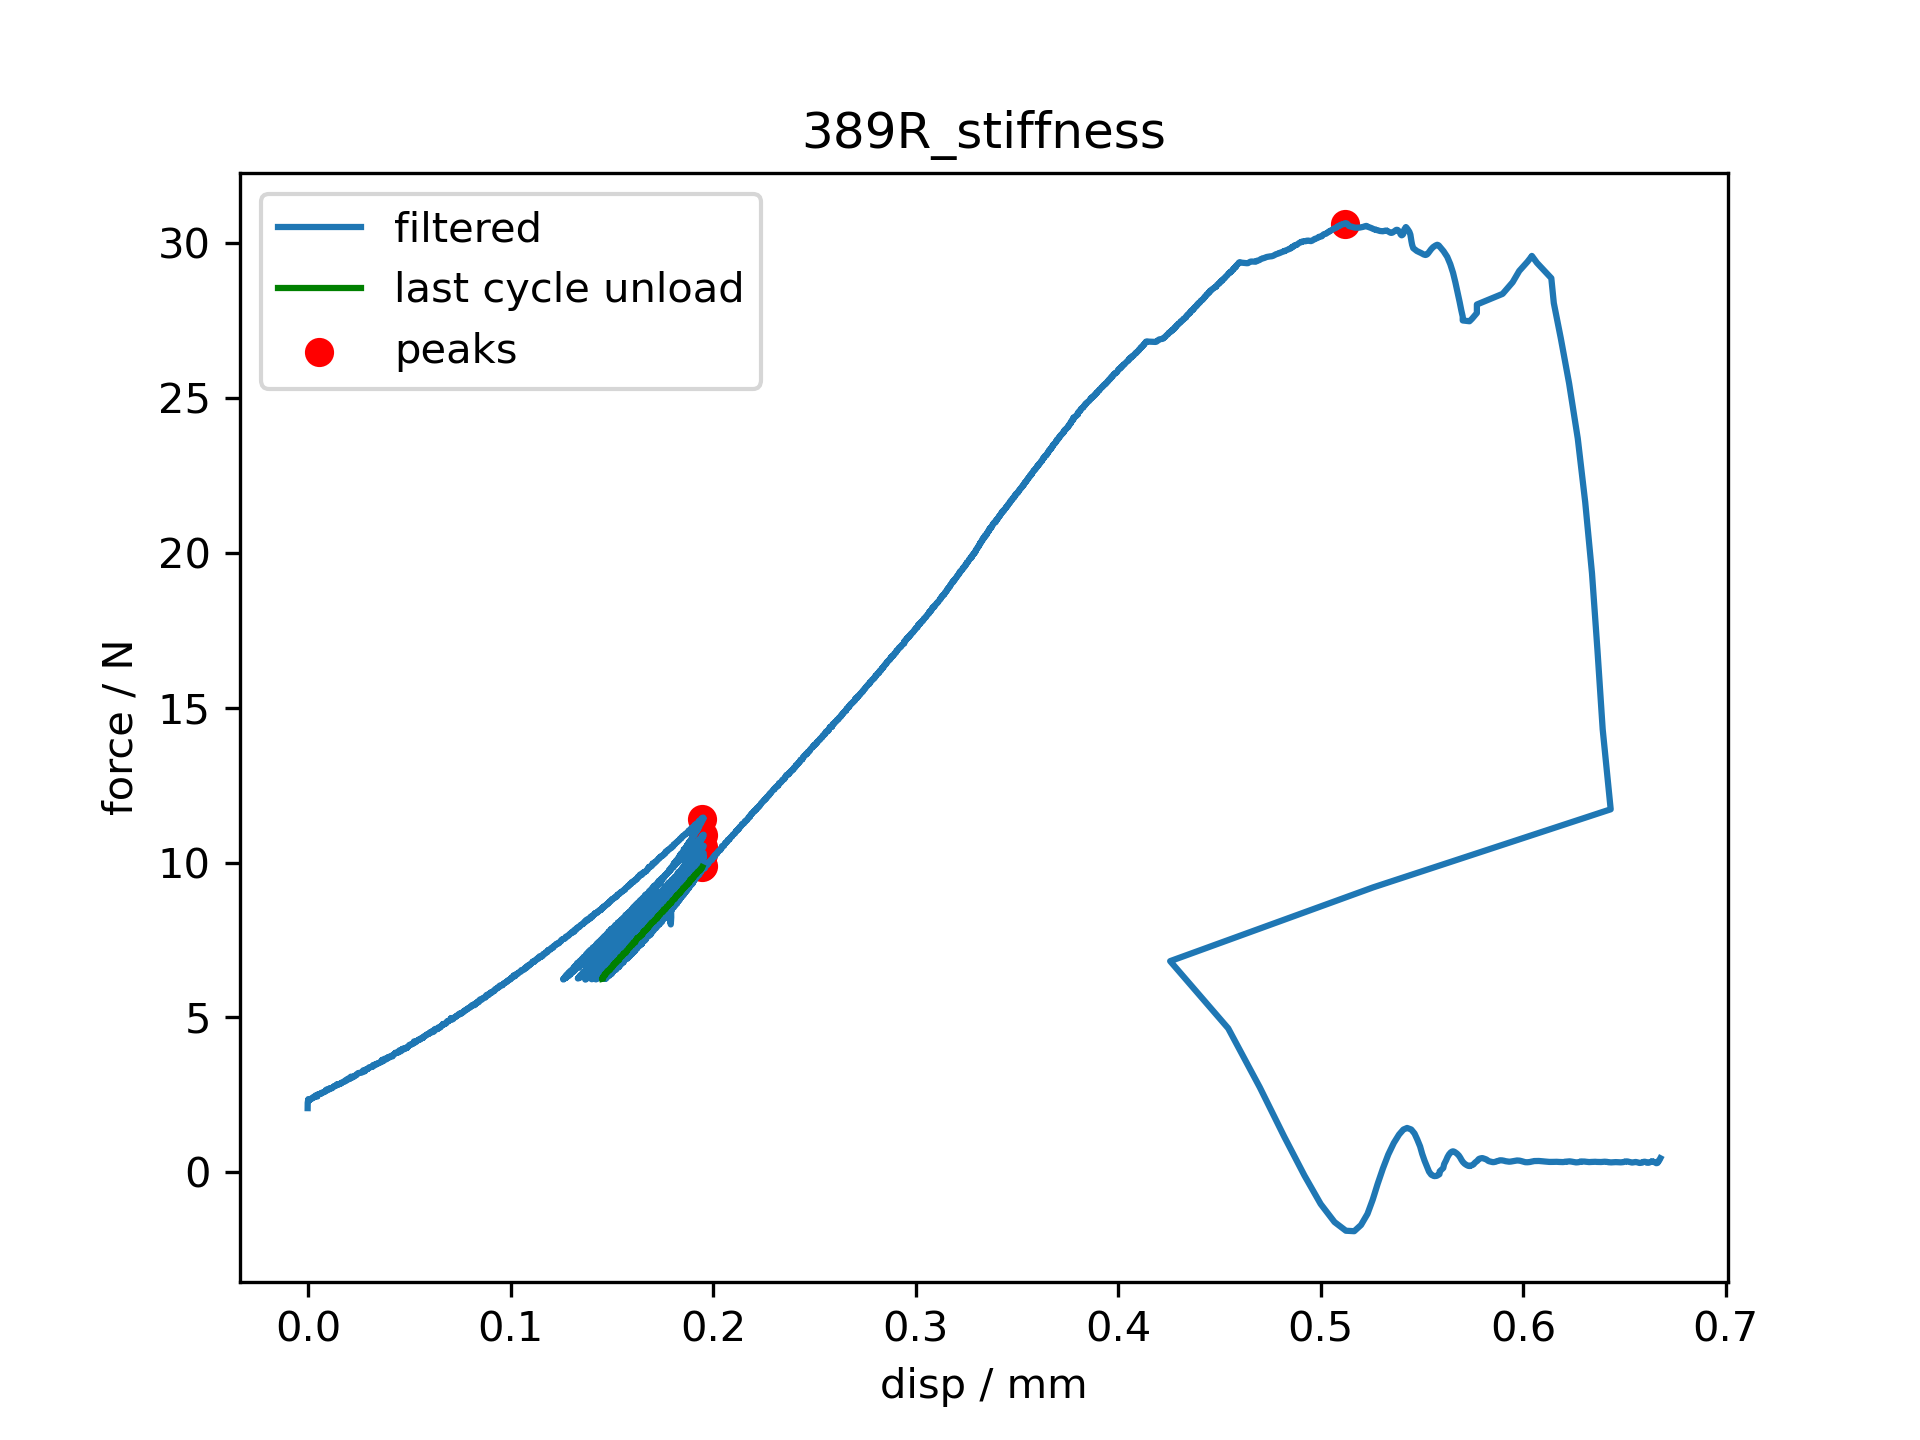 389R_stiffness
filtered
last cycle unload
peaks
30
25
20
15
10
5
0
force / N
0.0 0.1 0.2 0.3 0.4 0.5 0.6 0.7
disp / mm